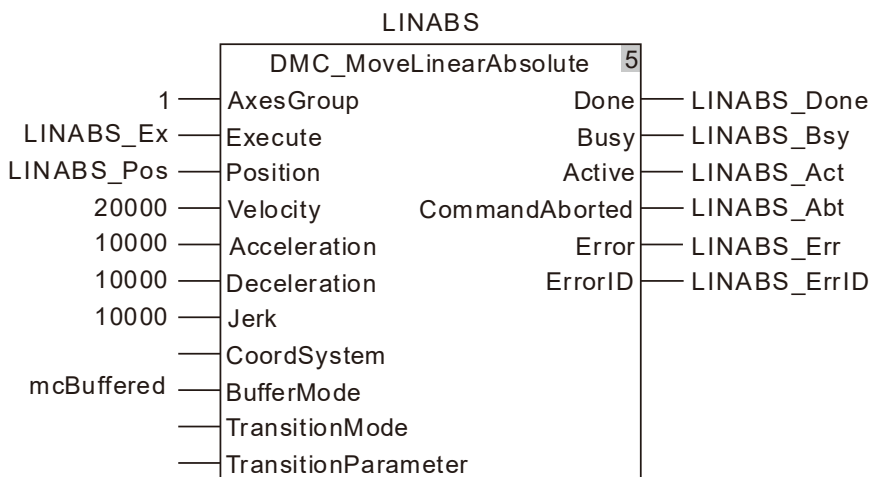 LINABS
DMC_MoveLinearAbsolute 5
1 AxesGroup Done LINABS_Done
LINABS_Ex Execute Busy LINABS_Bsy
LINABS_Pos Position Active LINABS_Act
20000 Velocity CommandAborted LINABS_Abt
10000 Acceleration Error LINABS_Err
10000 Deceleration ErrorID LINABS_ErrID
10000 Jerk
CoordSystem
mcBuffered BufferMode
TransitionMode
TransitionParameter